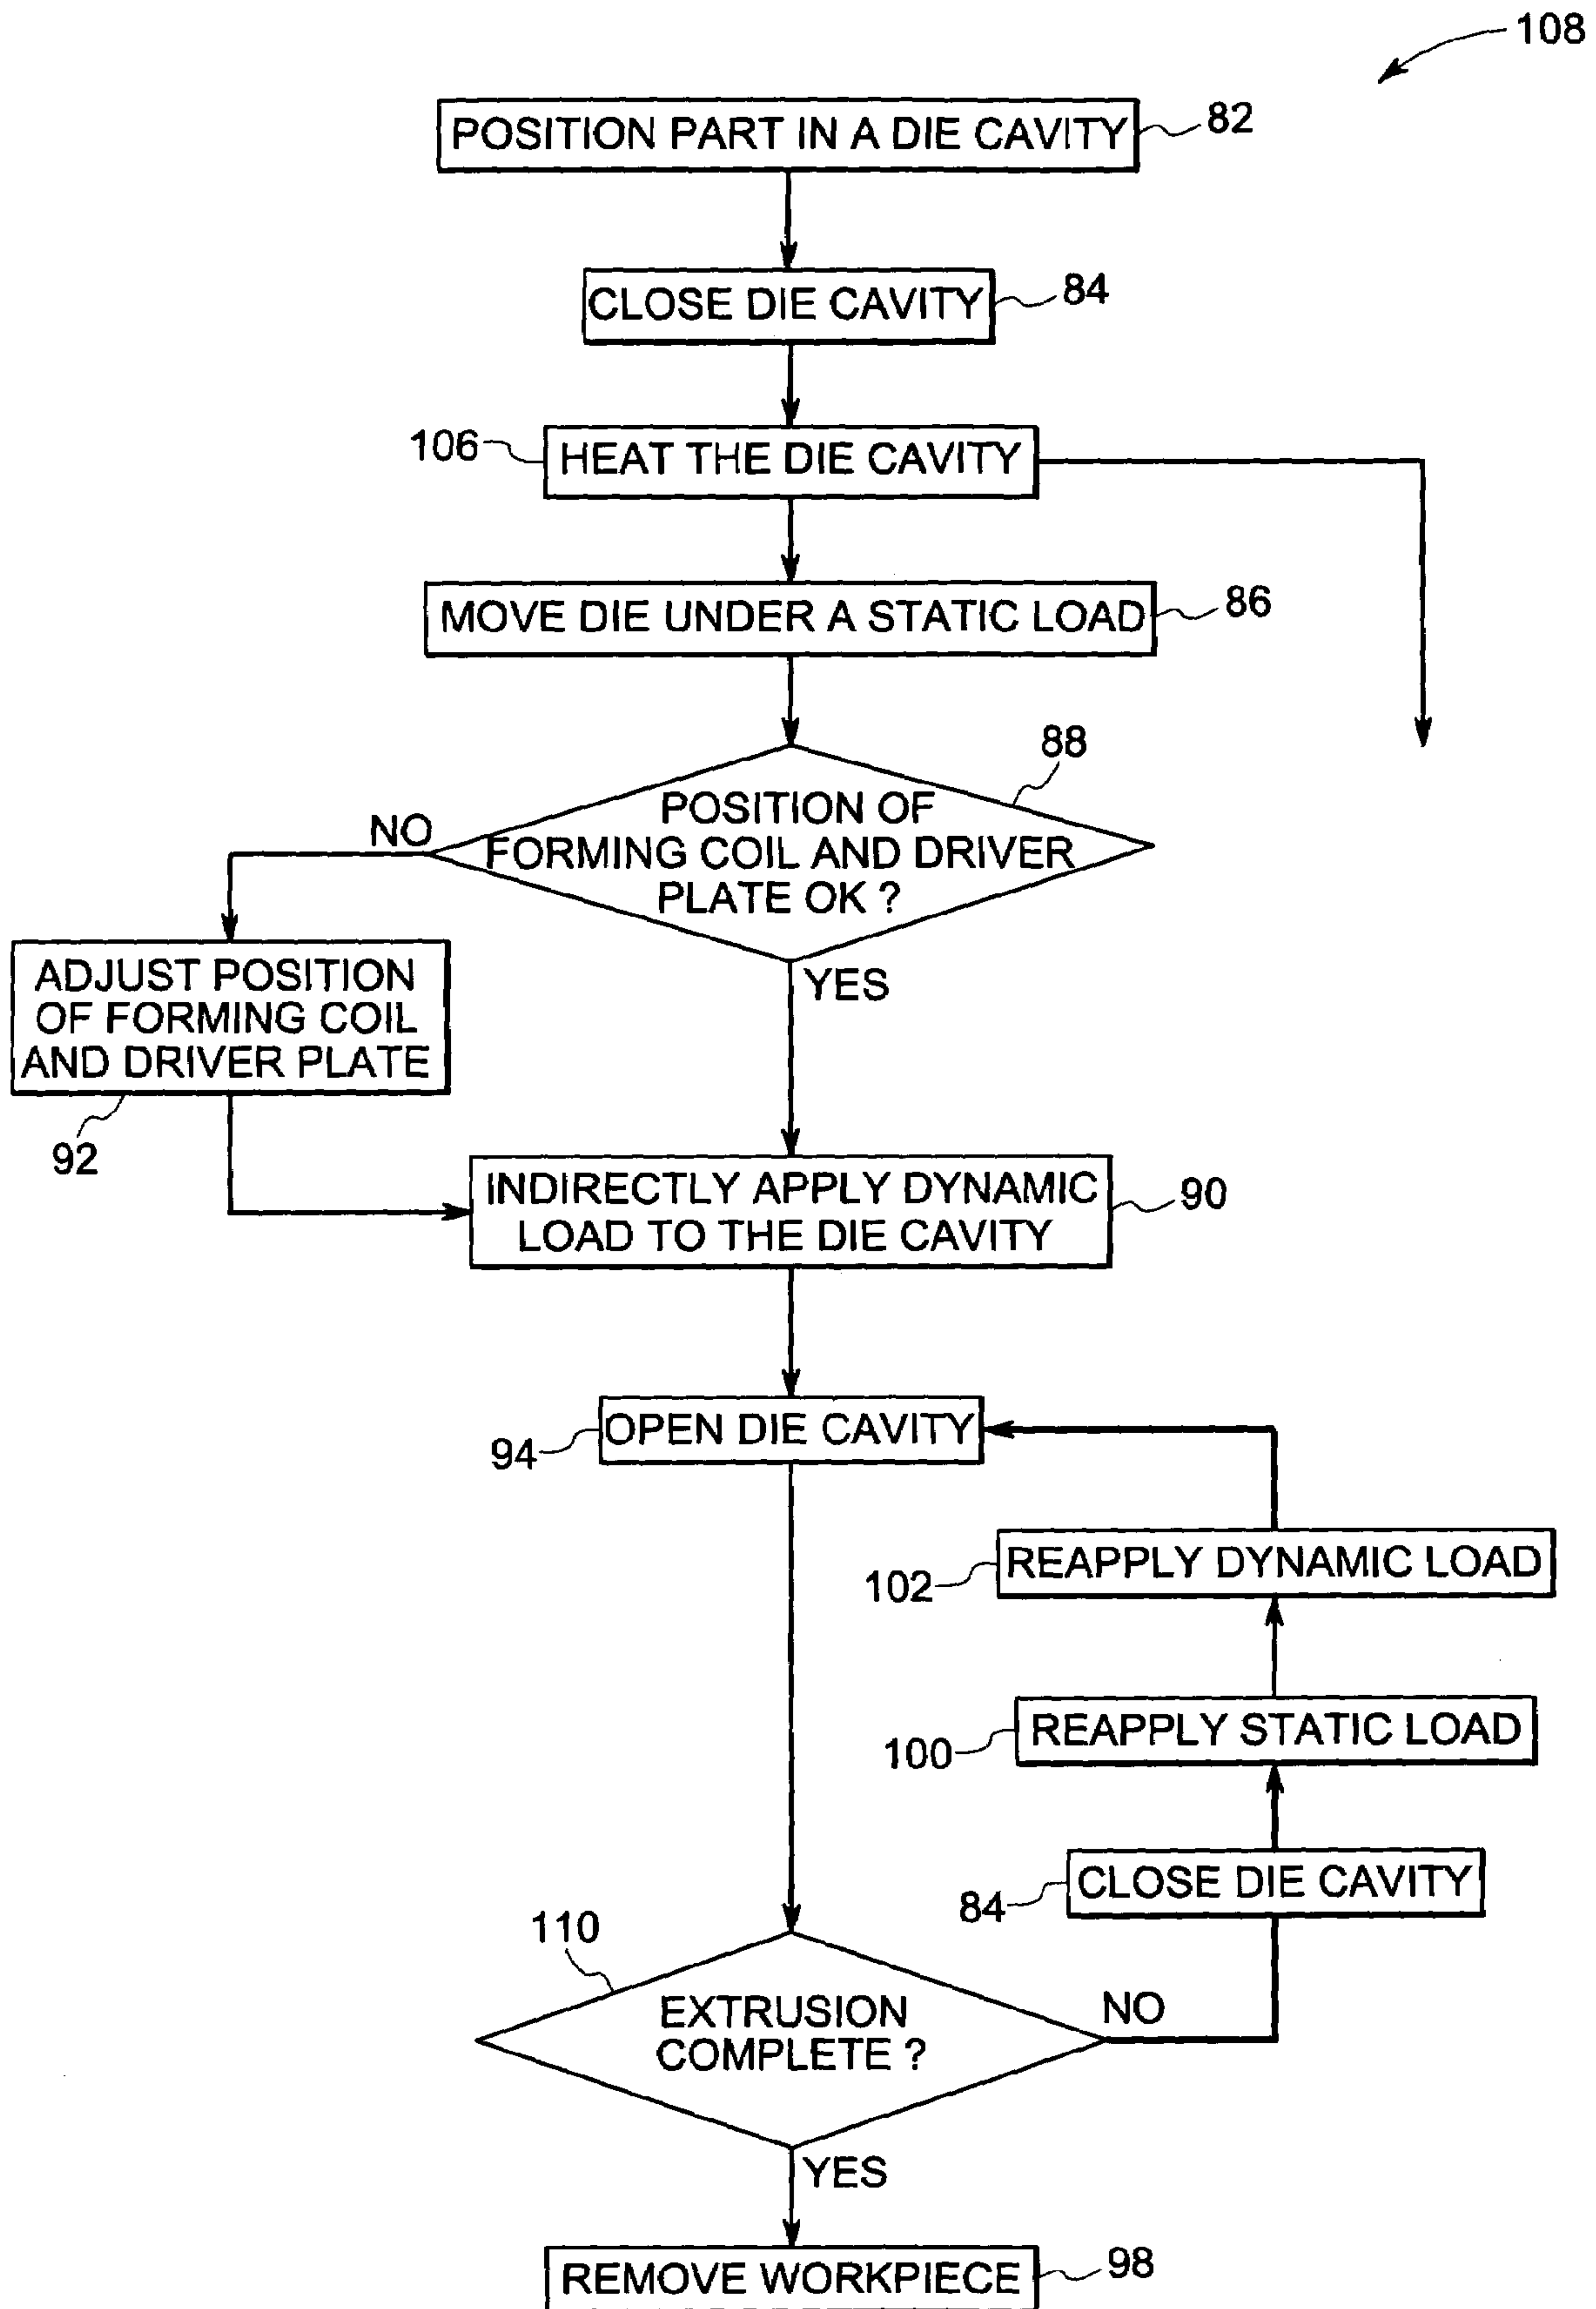 108
POSITION PART IN A DIE CAVITY
82
CLOSE DIE CAVITY
84
106
HEAT THE DIE CAVITY
MOVE DIE UNDER A STATIC LOAD
86
88
POSITION OF
FORMING COIL AND DRIVER
PLATE OK ?
NO
YES
ADJUST POSITION
OF FORMING COIL
AND DRIVER PLATE
92
INDIRECTLY APPLY DYNAMIC
LOAD TO THE DIE CAVITY
90
OPEN DIE CAVITY
94
REAPPLY DYNAMIC LOAD
102
REAPPLY STATIC LOAD
100
CLOSE DIE CAVITY
84
110
EXTRUSION
COMPLETE ?
NO
YES
REMOVE WORKPIECE
98